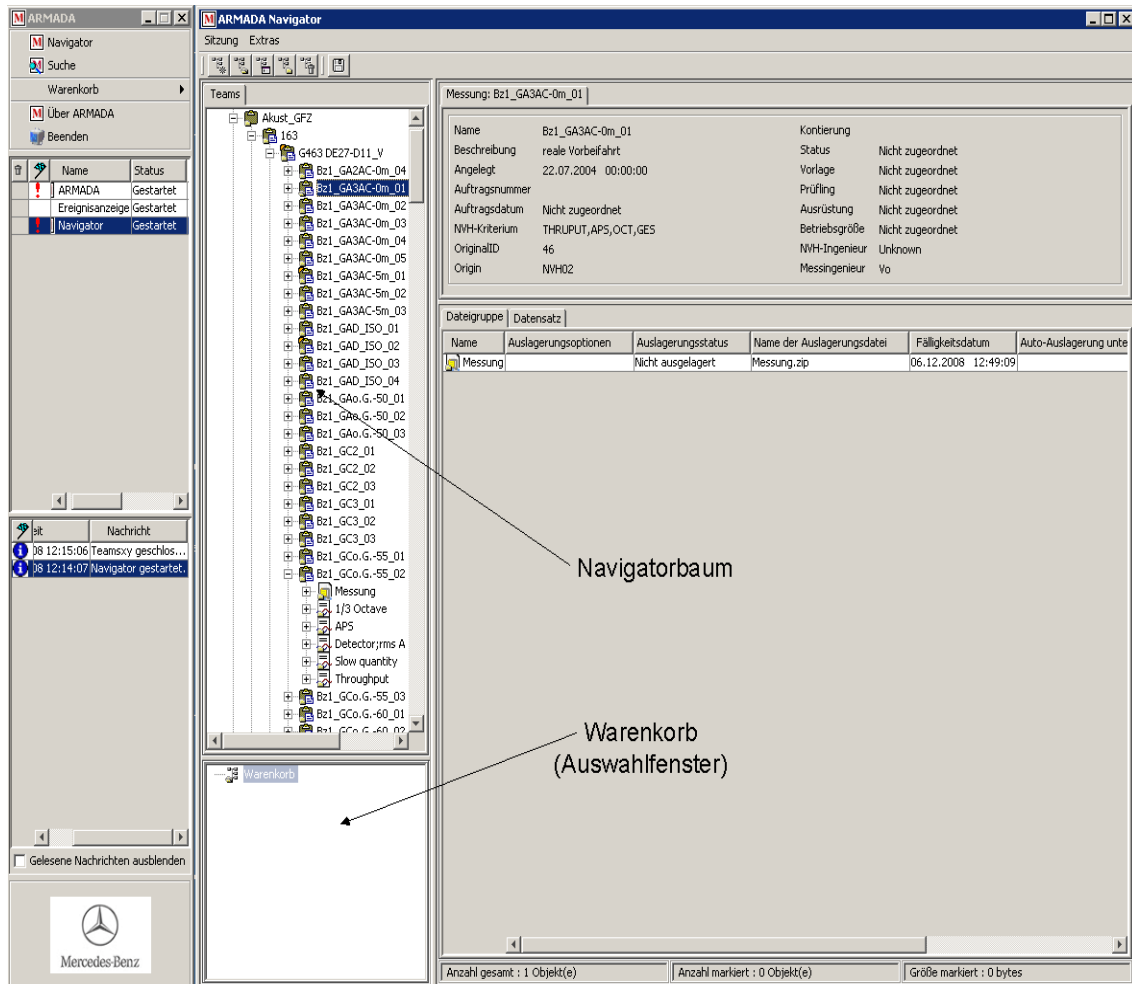 ARMADA
Navigator
Suche
Warenkorb
Über ARMADA
Beenden
Name Status
ARMADA Gestartet
Ereignisanzeige Gestartet
Navigator Gestartet
eit Nachricht
08 12:15:06 Teamsxy geschlos...
08 12:14:07 Navigator gestartet.
Gelesene Nachrichten ausblenden
Mercedes-Benz
ARMADA Navigator
Sitzung Extras
Teams
Akust_GFZ
163
G463 DE27-D11_V
Bz1_GA2AC-0m_04
Bz1_GA3AC-0m_01
Bz1_GA3AC-0m_02
Bz1_GA3AC-0m_03
Bz1_GA3AC-0m_04
Bz1_GA3AC-0m_05
Bz1_GA3AC-5m_01
Bz1_GA3AC-5m_02
Bz1_GA3AC-5m_03
Bz1_GAD_ISO_01
Bz1_GAD_ISO_02
Bz1_GAD_ISO_03
Bz1_GAD_ISO_04
Bz1_GAo.G.-50_01
Bz1_GAo.G.-50_02
Bz1_GAo.G.-50_03
Bz1_GC2_01
Bz1_GC2_02
Bz1_GC2_03
Bz1_GC3_01
Bz1_GC3_02
Bz1_GC3_03
Bz1_GCo.G.-55_01
Bz1_GCo.G.-55_02
Messung
1/3 Octave
APS
Detector;rms A
Slow quantity
Throughput
Bz1_GCo.G.-55_03
Bz1_GCo.G.-60_01
Bz1_GCo.G.-60_02
Warenkorb
Messung: Bz1_GA3AC-0m_01
Name Bz1_GA3AC-0m_01 Kontierung
Beschreibung reale Vorbeifahrt Status Nicht zugeordnet
Angelegt 22.07.2004 00:00:00 Vorlage Nicht zugeordnet
Auftragsnummer Prüfling Nicht zugeordnet
Auftragsdatum Nicht zugeordnet Ausrüstung Nicht zugeordnet
NVH-Kriterium THRUPUT,APS,OCT,GES Betriebsgröße Nicht zugeordnet
OriginalID 46 NVH-Ingenieur Unknown
Origin NVH02 Messingenieur Vo
Dateigruppe Datensatz
Name Auslagerungsoptionen Auslagerungsstatus Name der Auslagerungsdatei Fälligkeitsdatum Auto-Auslagerung unte
Messung Nicht ausgelagert Messung.zip 06.12.2008 12:49:09
Navigatorbaum
Warenkorb
(Auswahlfenster)
Anzahl gesamt : 1 Objekt(e) Anzahl markiert : 0 Objekt(e) Größe markiert : 0 bytes